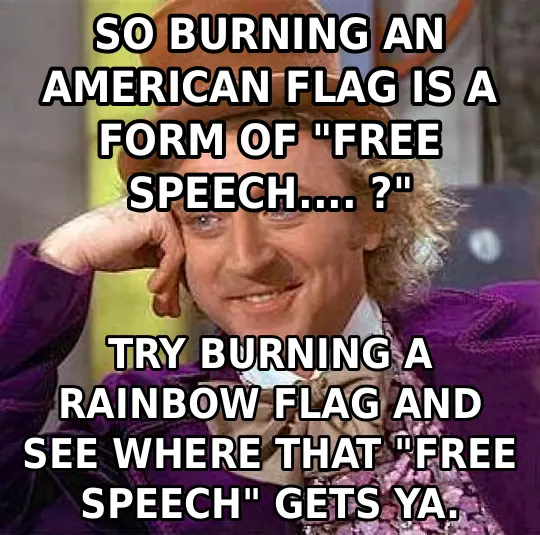 SO BURNING AN
AMERICAN FLAG IS A
FORM OF "FREE
SPEECH.... ?"
TRY BURNING A
RAINBOW FLAG AND
SEE WHERE THAT "FREE
SPEECH" GETS YA.